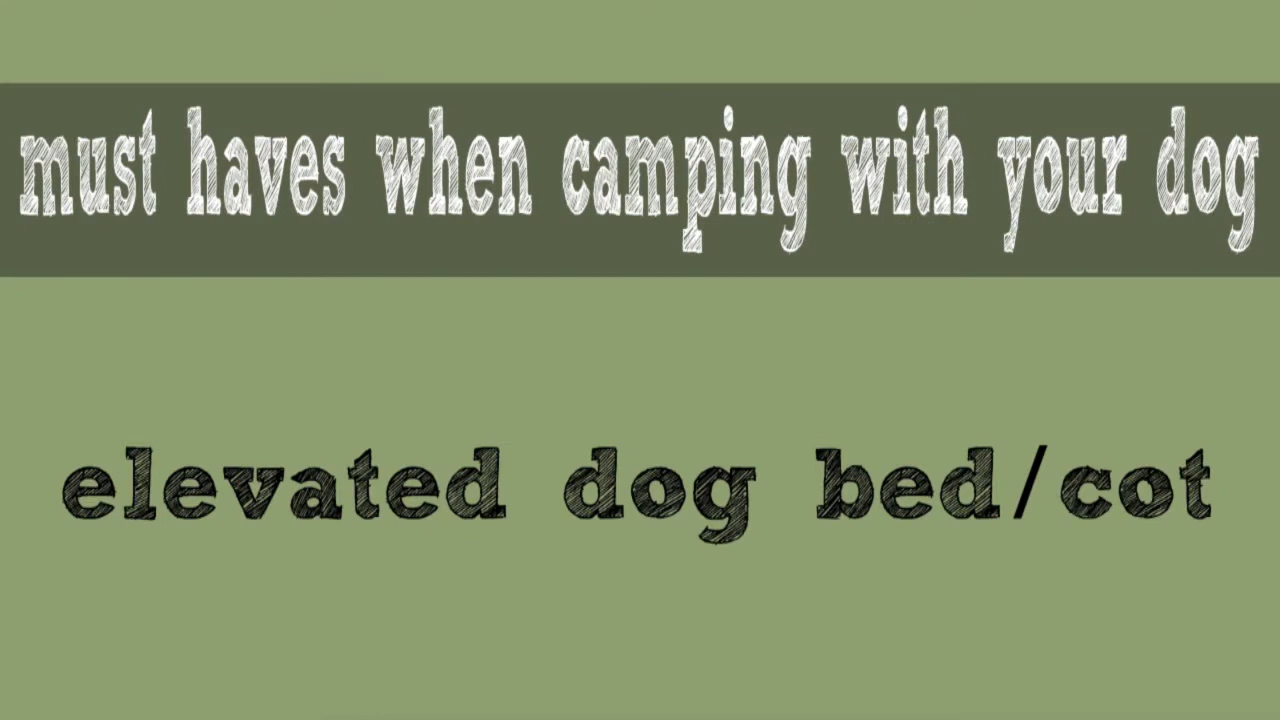 must haves when camping with your dog
elevated dog bed/cot